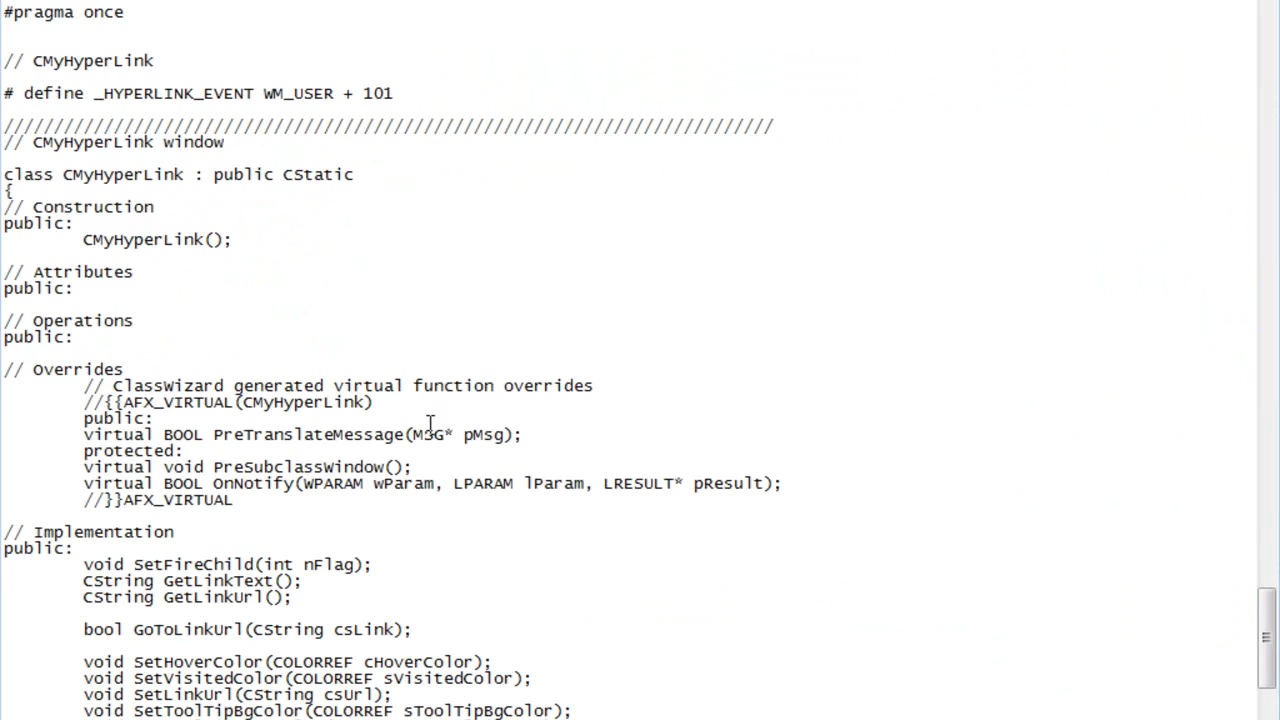 #pragma once
// CMyHyperLink
# define _HYPERLINK_EVENT WM_USER + 101
/////////////////////////////////////////////////////////////////////////////
// CMyHyperLink window
class CMyHyperLink : public CStatic
{
// Construction
public:
CMyHyperLink();
// Attributes
public:
// Operations
public:
// Overrides
// ClassWizard generated virtual function overrides
//{{AFX_VIRTUAL(CMyHyperLink)
public:
virtual BOOL PreTranslateMessage(MSG* pMsg);
protected:
virtual void PreSubclassWindow();
virtual BOOL OnNotify(WPARAM wParam, LPARAM lParam, LRESULT* pResult);
//}}AFX_VIRTUAL
// Implementation
public:
void SetFireChild(int nFlag);
CString GetLinkText();
CString GetLinkUrl();
bool GoToLinkUrl(CString csLink);
void SetHoverColor(COLORREF cHoverColor);
void SetVisitedColor(COLORREF sVisitedColor);
void SetLinkUrl(CString csUrl);
void SetToolTipBgColor(COLORREF sToolTipBgColor);